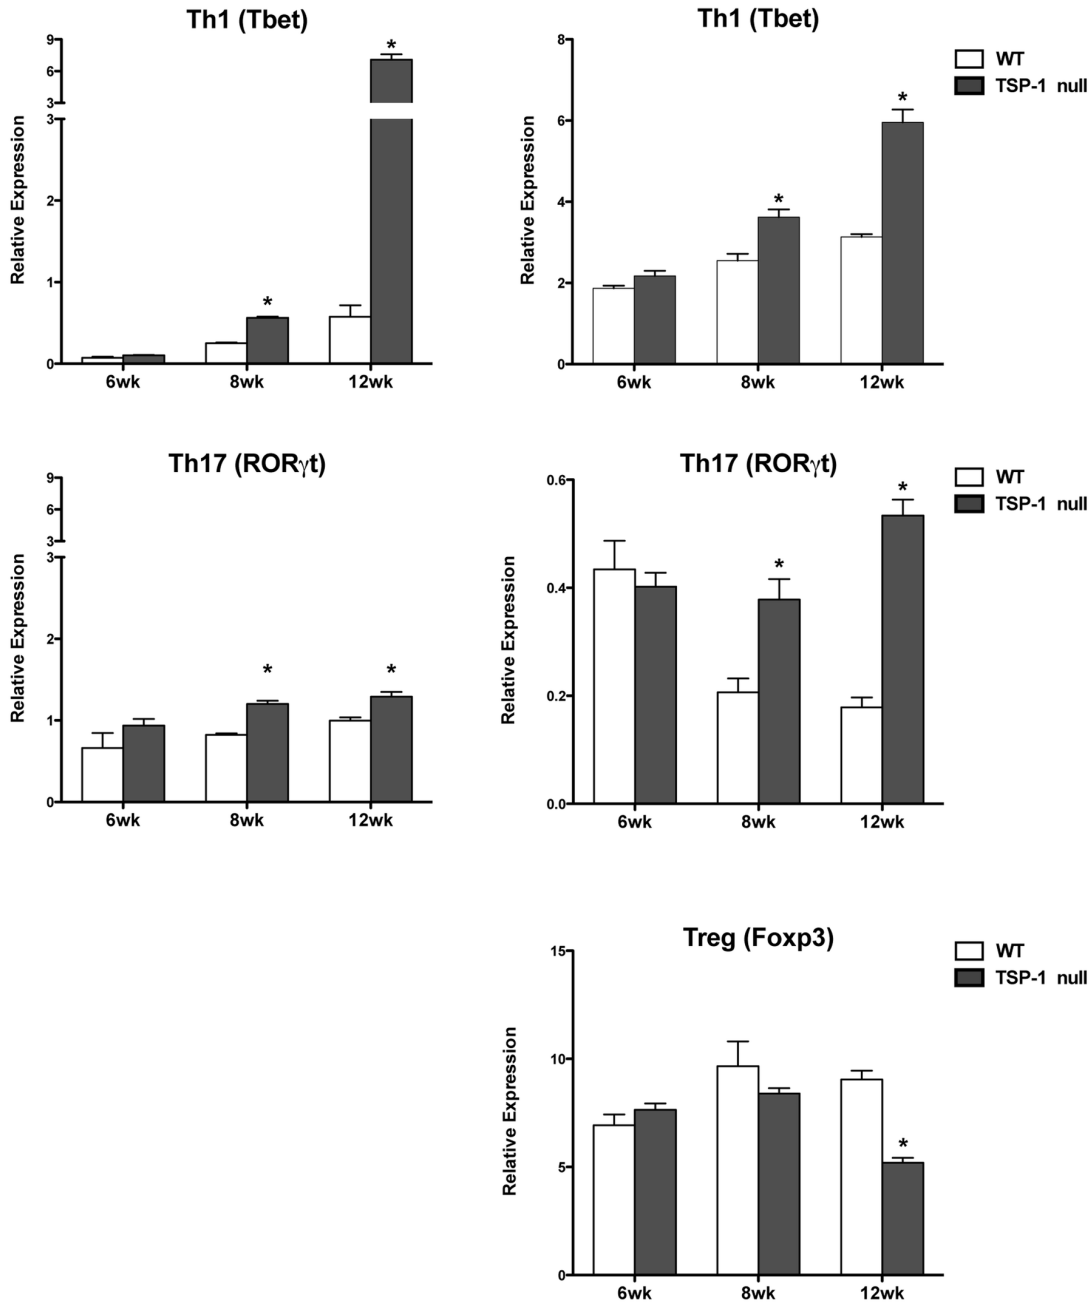 Th1 (Tbet)
Relative Expression
9
6
3
3
2
1
0
*
*
6wk 8wk 12wk
Th1 (Tbet)
Relative Expression
8
6
4
2
0
*
*
6wk 8wk 12wk
WT
TSP-1 null
Th17 (RORγt)
Relative Expression
9
6
3
3
2
1
0
* *
6wk 8wk 12wk
Th17 (RORγt)
Relative Expression
0.6
0.4
0.2
0.0
*
*
6wk 8wk 12wk
WT
TSP-1 null
Treg (Foxp3)
Relative Expression
15
10
5
0
*
6wk 8wk 12wk
WT
TSP-1 null